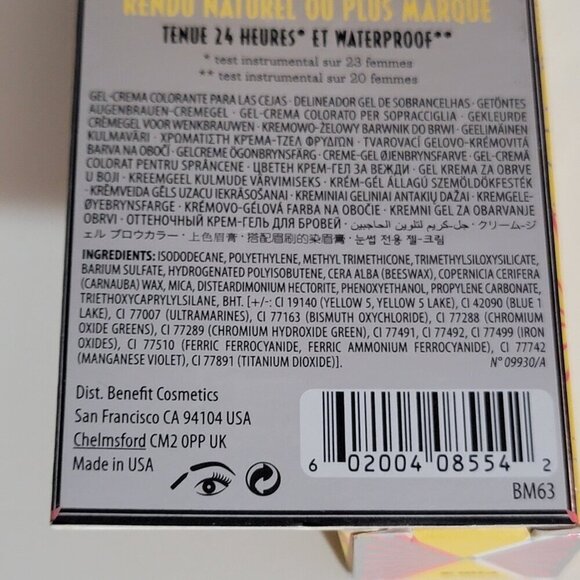 RENDU NATUREL OU PLUS MARQUÉ
TENUE 24 HEURES* ET WATERPROOF**
* test instrumental sur 23 femmes
** test instrumental sur 20 femmes
GEL-CREMA COLORANTE PARA LAS CEJAS · DELINEADOR GEL DE SOBRANCELHAS · GETÖNTES
AUGENBRAUEN-CREMEGEL · GEL-CREMA COLORATO PER SOPRACCIGLIA · GEKLEURDE
CRÈMEGEL VOOR WENKBRAUWEN · KREMOWO-ŻELOWY BARWNIK DO BRWI · GEELIMÄINEN
KULMAVÄRI · ΧΡΩΜΑΤΙΣΤΗ ΚΡΈΜΑ-ΤΖΕΛ ΦΡΥΔΙΩΝ · TVAROVACÍ GELOVO-KRÉMOVITÁ
BARVA NA OBOČÍ · GELCREME ÖGONBRYNSFÄRG · CREME-GEL ØJENBRYNSFARVE · GEL-CREMĂ
COLORAT PENTRU SPRÂNCENE · ЦВЕТЕН КРЕМ-ГЕЛ ЗА ВЕЖДИ · GEL KREMA ZA OBRVE
U BOJI · KREEMGEEL KULMUDE VÄRVIMISEKS · KRÉM-GÉL ÁLLAGÚ SZEMÖLDÖKFESTÉK
· KRĒMVEIDA GĒLS UZACU IEKRĀSOŠANAI · KREMINIAI GELINIAI ANTAKIŲ DAŽAI · KREMGELE-
ØYEBRYNSFARGE · KRÉMOVO-GÉLOVÁ FARBA NA OBOČIE · KREMNI GEL ZA OBARVANJE
OBRVI · ОТТЕНОЧНЫЙ КРЕМ-ГЕЛЬ ДЛЯ БРОВЕЙ · جل-كريم لتلوين الحاجبين · クリーム-ジ
ェル ブロウカラー · 上色眉膏 · 搭配眉刷的染眉膏 · 눈썹 전용 젤-크림
INGREDIENTS: ISODODECANE, POLYETHYLENE, METHYL TRIMETHICONE, TRIMETHYLSILOXYSILICATE,
BARIUM SULFATE, HYDROGENATED POLYISOBUTENE, CERA ALBA (BEESWAX), COPERNICIA CERIFERA
(CARNAUBA) WAX, MICA, DISTEARDIMONIUM HECTORITE, PHENOXYETHANOL, PROPYLENE CARBONATE,
TRIETHOXYCAPRYLYLSILANE, BHT. [+/-: CI 19140 (YELLOW 5, YELLOW 5 LAKE), CI 42090 (BLUE 1
LAKE), CI 77007 (ULTRAMARINES), CI 77163 (BISMUTH OXYCHLORIDE), CI 77288 (CHROMIUM
OXIDE GREENS), CI 77289 (CHROMIUM HYDROXIDE GREEN), CI 77491, CI 77492, CI 77499 (IRON
OXIDES), CI 77510 (FERRIC FERROCYANIDE, FERRIC AMMONIUM FERROCYANIDE), CI 77742
(MANGANESE VIOLET), CI 77891 (TITANIUM DIOXIDE)].
N° 09930/A
Dist. Benefit Cosmetics
San Francisco CA 94104 USA
Chelmsford CM2 0PP UK
Made in USA
6 02004 08554 2
BM63